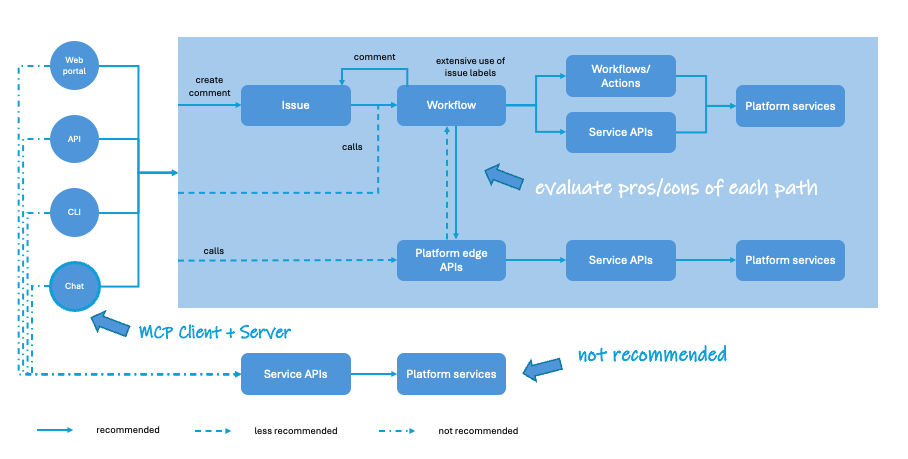 Web
portal
API
CLI
Chat
create
comment
Issue
comment
extensive use of
issue labels
Workflow
calls
Workflows/
Actions
Service APIs
Platform services
evaluate pros/cons of each path
calls
Platform edge
APIs
Service APIs
Platform services
MCP Client + Server
not recommended
Service APIs
Platform services
recommended
less recommended
not recommended